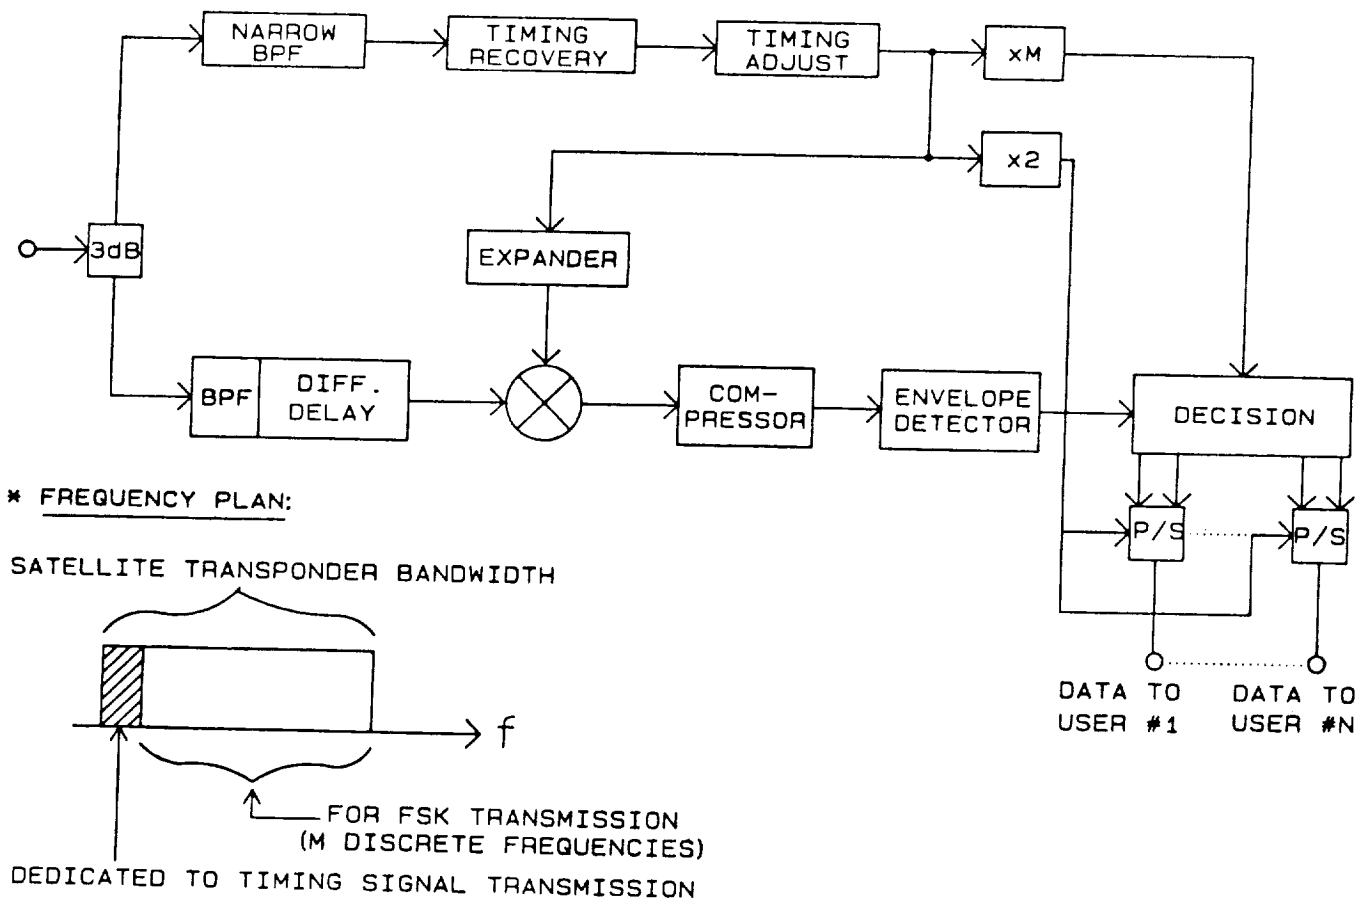 NARROW
BPF
TIMING
RECOVERY
TIMING
ADJUST
xM
x2
3dB
EXPANDER
BPF
DIFF.
DELAY
COM-
PRESSOR
ENVELOPE
DETECTOR
DECISION
P/S
P/S
DATA TO
USER #1
DATA TO
USER #N
* FREQUENCY PLAN:
SATELLITE TRANSPONDER BANDWIDTH
f
FOR FSK TRANSMISSION
(M DISCRETE FREQUENCIES)
DEDICATED TO TIMING SIGNAL TRANSMISSION